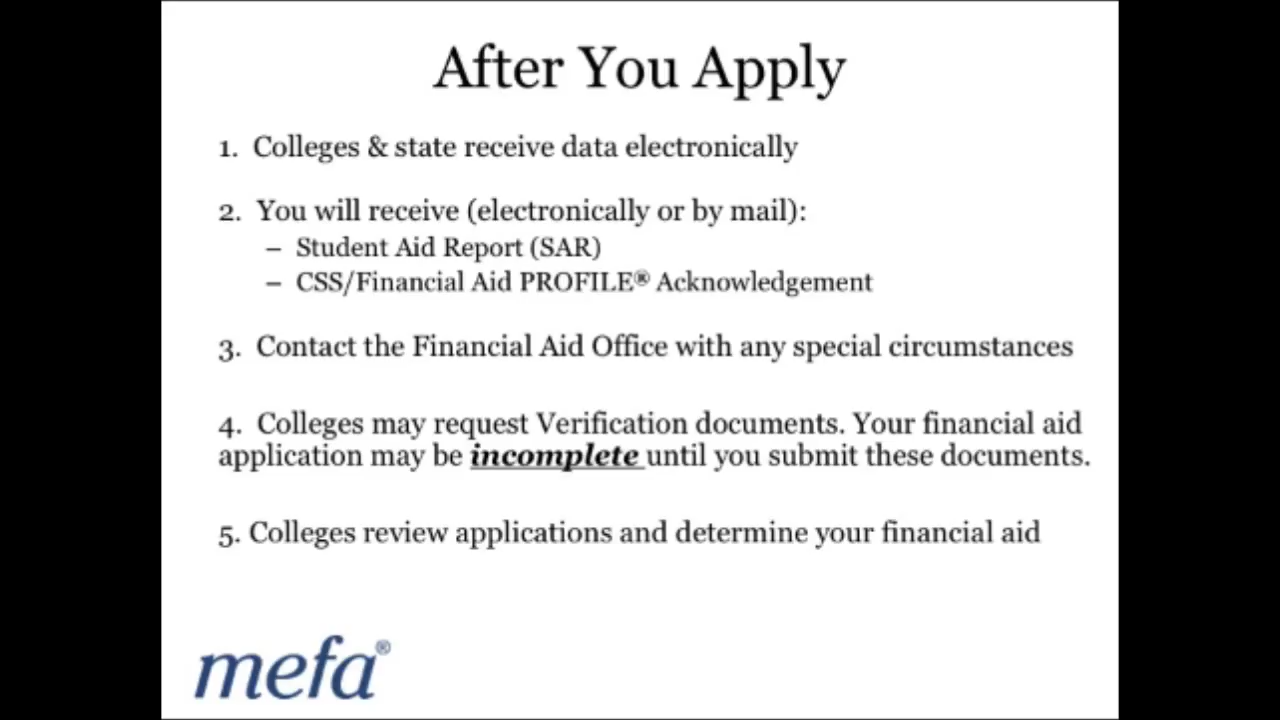 After You Apply
1. Colleges & state receive data electronically
2. You will receive (electronically or by mail):
– Student Aid Report (SAR)
– CSS/Financial Aid PROFILE® Acknowledgement
3. Contact the Financial Aid Office with any special circumstances
4. Colleges may request Verification documents. Your financial aid
application may be incomplete until you submit these documents.
5. Colleges review applications and determine your financial aid
mefa®